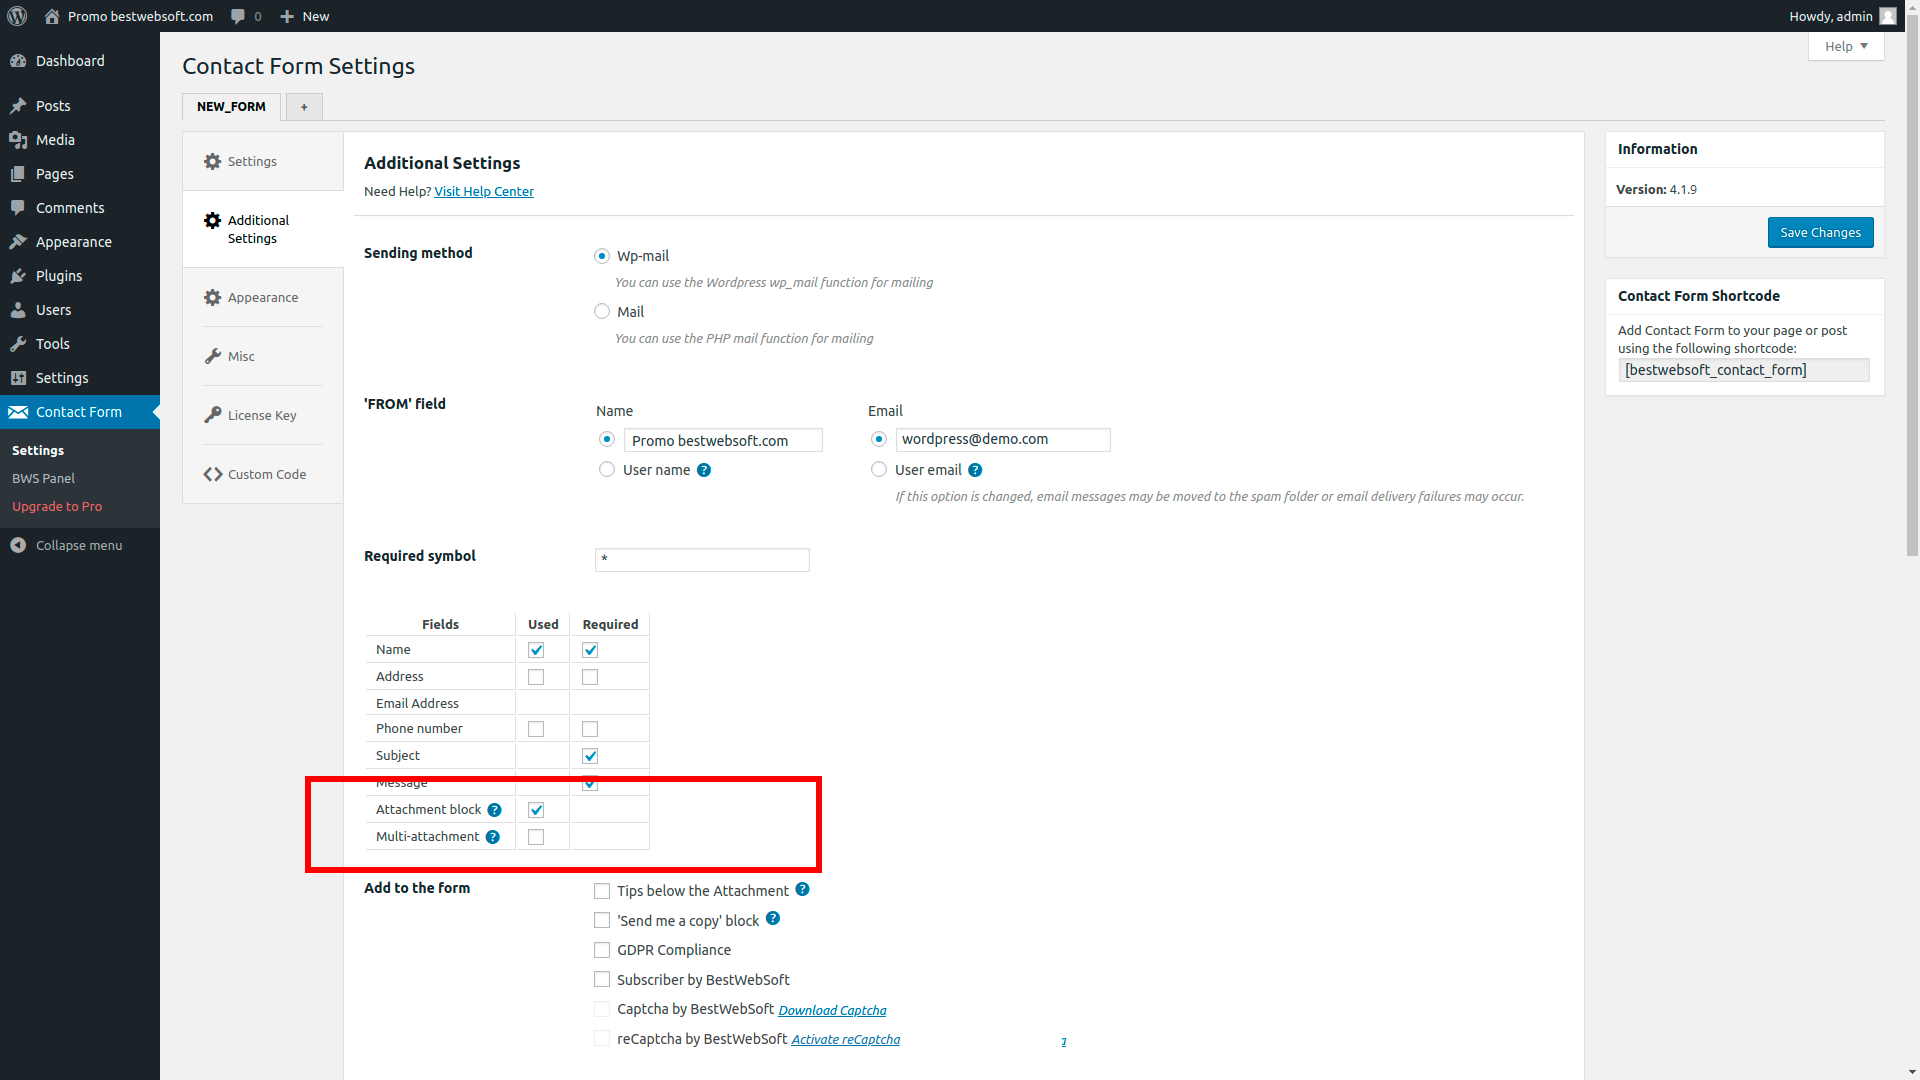 Promo bestwebsoft.com
0
New
Howdy, admin
Help
Dashboard
Posts
Media
Pages
Comments
Appearance
Plugins
Users
Tools
Settings
Contact Form
Settings
BWS Panel
Upgrade to Pro
Collapse menu
Contact Form Settings
NEW_FORM
+
Settings
Additional
Settings
Appearance
Misc
License Key
Custom Code
Additional Settings
Need Help? Visit Help Center
Sending method
Wp-mail
You can use the Wordpress wp_mail function for mailing
Mail
You can use the PHP mail function for mailing
'FROM' field
Name
Email
Promo bestwebsoft.com
wordpress@demo.com
User name ?
User email ?
If this option is changed, email messages may be moved to the spam folder or email delivery failures may occur.
Required symbol
*
Fields Used Required
Name
Address
Email Address
Phone number
Subject
Message
Attachment block ?
Multi-attachment ?
Add to the form
Tips below the Attachment ?
'Send me a copy' block ?
GDPR Compliance
Subscriber by BestWebSoft
Captcha by BestWebSoft Download Captcha
reCaptcha by BestWebSoft Activate reCaptcha
Information
Version: 4.1.9
Save Changes
Contact Form Shortcode
Add Contact Form to your page or post
using the following shortcode:
[bestwebsoft_contact_form]